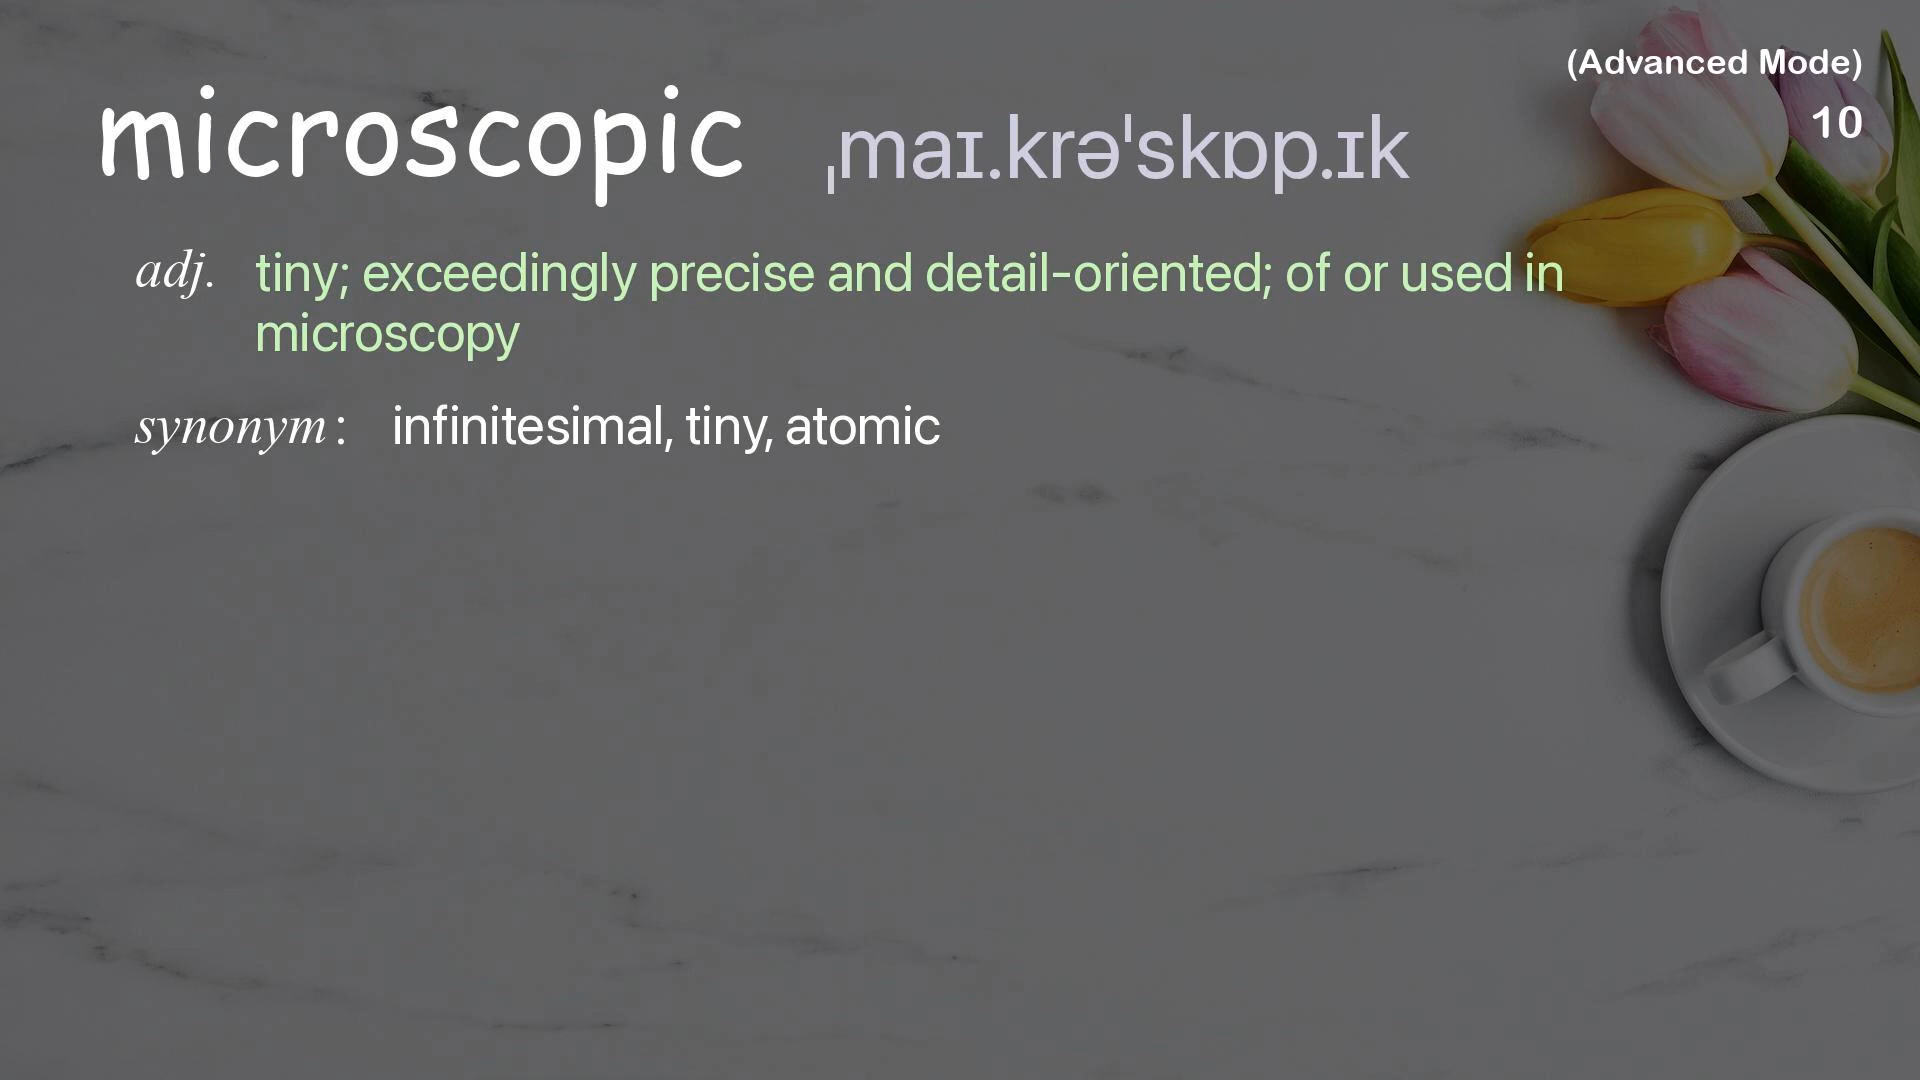 (Advanced Mode)
10
microscopic ˌmaɪ.krəˈskɒp.ɪk
adj. tiny; exceedingly precise and detail-oriented; of or used in
microscopy
synonym: infinitesimal, tiny, atomic